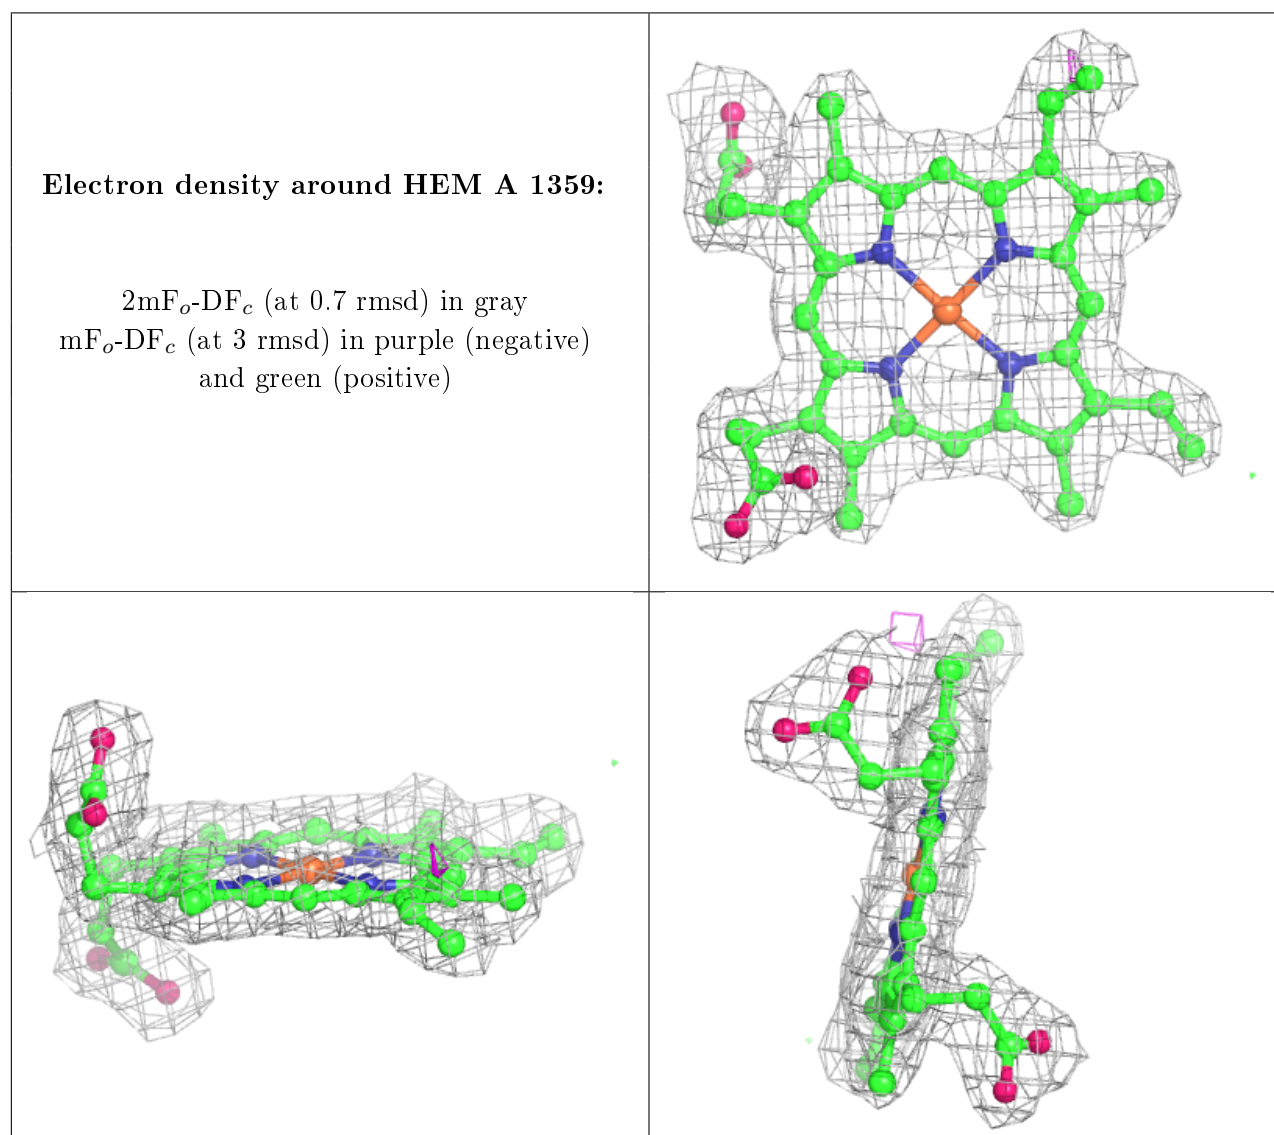 Electron density around HEM A 1359:
2mFo-DFc (at 0.7 rmsd) in gray
mFo-DFc (at 3 rmsd) in purple (negative)
and green (positive)